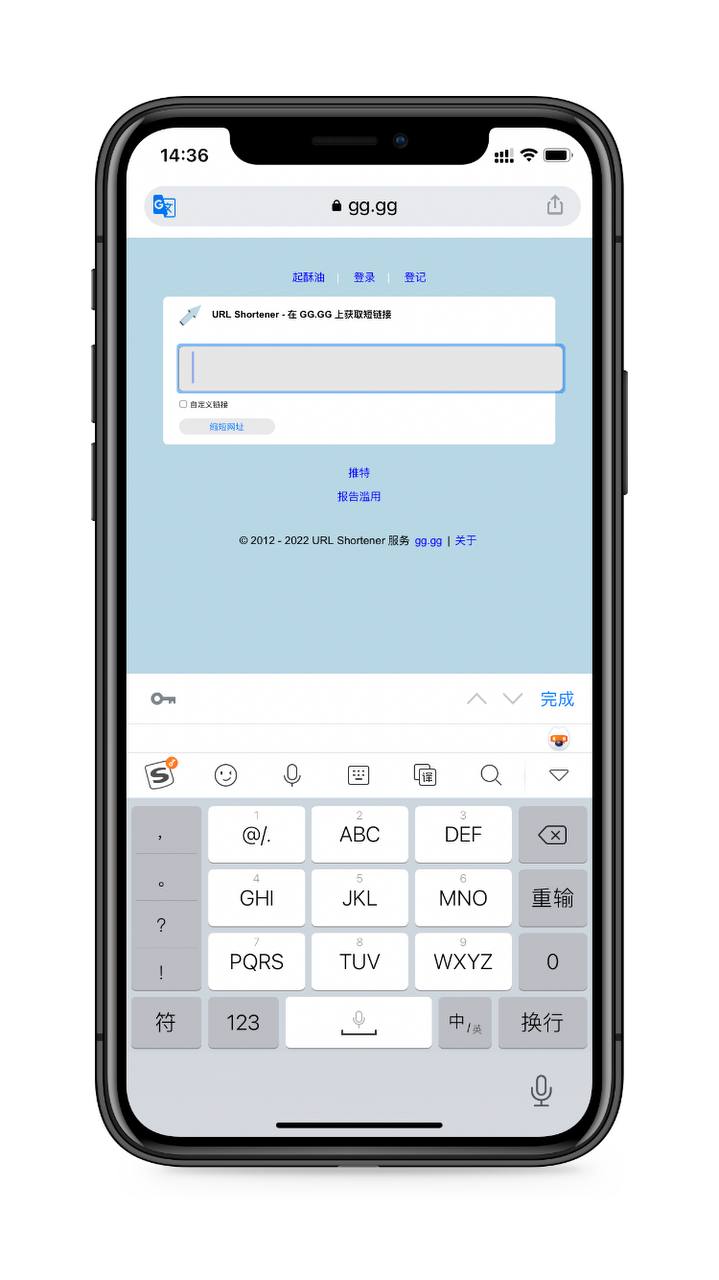 14:36
gg.gg
起酥油 | 登录 | 登记
URL Shortener - 在 GG.GG 上获取短链接
自定义链接
缩短网址
推特
报告滥用
© 2012 - 2022 URL Shortener 服务 gg.gg | 关于
完成
S
译
， 1 @/. 2 ABC 3 DEF
。 4 GHI 5 JKL 6 MNO 重输
?
! 7 PQRS 8 TUV 9 WXYZ 0
符 123 中/英 换行